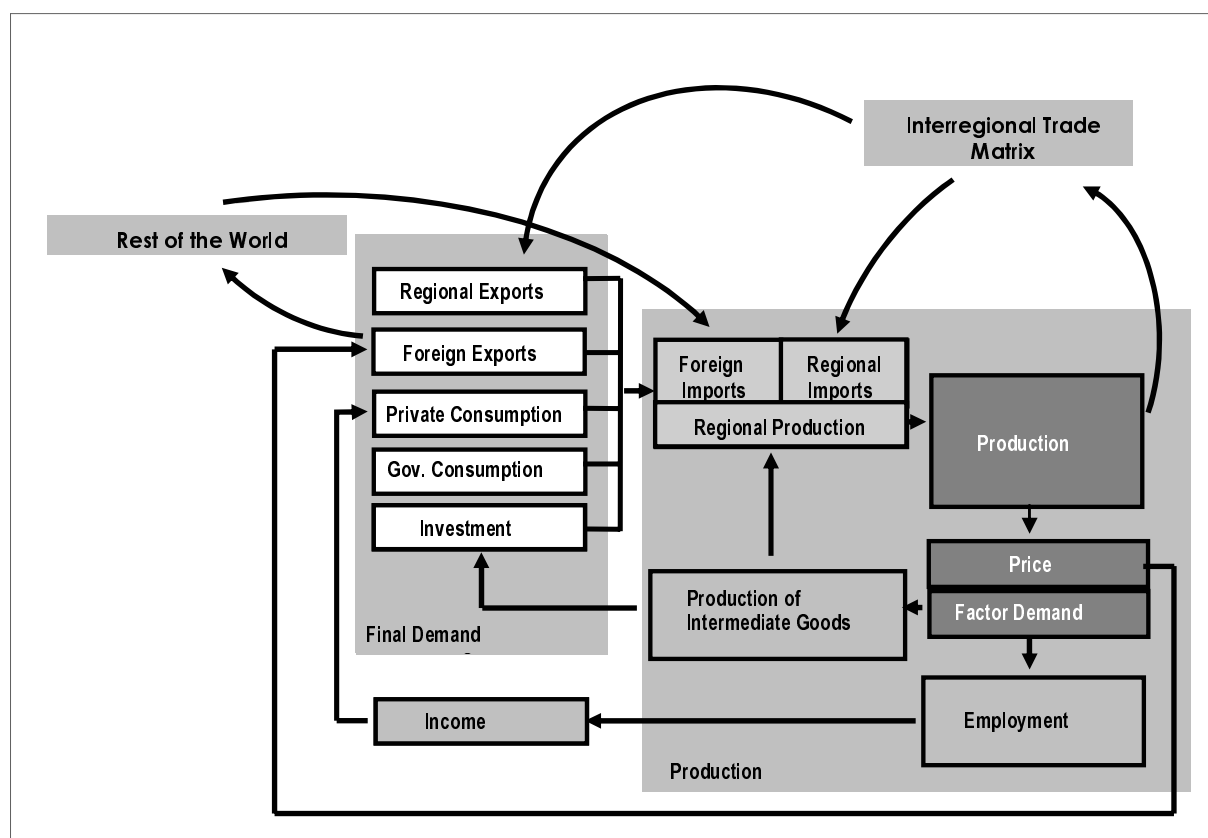 Interregional Trade
Matrix
Rest of the World
Regional Exports
Foreign Exports
Private Consumption
Gov. Consumption
Investment
Final Demand
Foreign
Imports
Regional
Imports
Regional Production
Production
Price
Factor Demand
Production of
Intermediate Goods
Income
Employment
Production